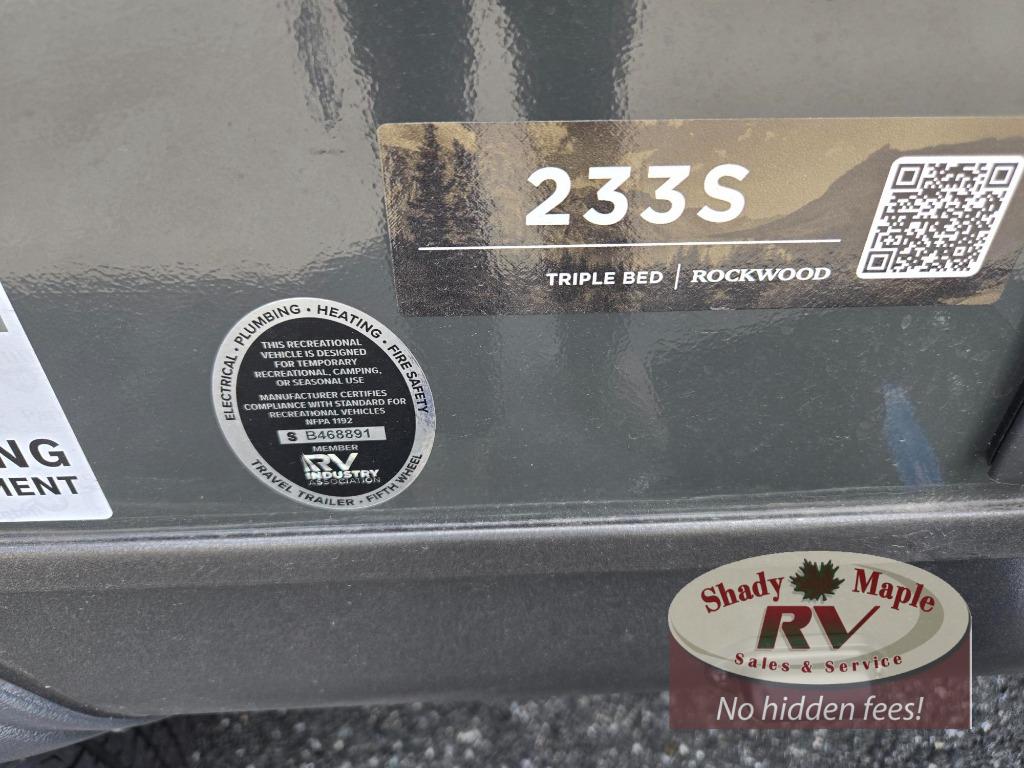 233S
TRIPLE BED | ROCKWOOD
ELECTRICAL • PLUMBING • HEATING • FIRE SAFETY
THIS RECREATIONAL
VEHICLE IS DESIGNED
FOR TEMPORARY
RECREATIONAL, CAMPING,
OR SEASONAL USE
MANUFACTURER CERTIFIES
COMPLIANCE WITH STANDARD FOR
RECREATIONAL VEHICLES
NFPA 1192
S B468891
MEMBER
RV
INDUSTRY
ASSOCIATION
TRAVEL TRAILER • FIFTH WHEEL
NG
MENT
Shady Maple
RV
Sales & Service
No hidden fees!